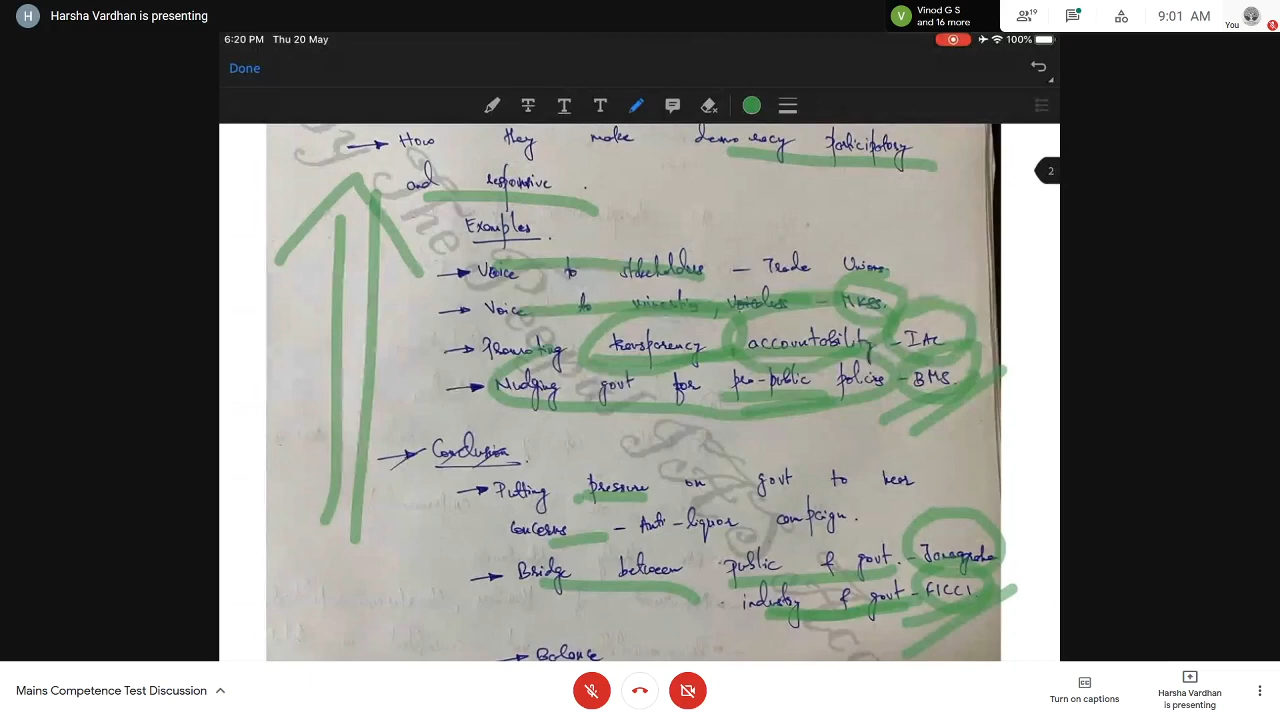 H Harsha Vardhan is presenting
V Vinod G S
and 16 more
19
9:01 AM
You
6:20 PM Thu 20 May
100%
Done
2
→ How they make democracy participatory
and responsive.
Examples
→ Voice to stakeholders – Trade Unions.
→ Voice to minority, voiceless – MKSS.
→ Promoting transparency, accountability – IAC
→ Nudging govt for pro-public policies – BMS.
→ Conclusion.
→ Putting pressure on govt to hear
concerns – Anti-liquor campaign.
→ Bridge between public & govt. – Janagraha
industry & govt – FICCI
→ Balance
Mains Competence Test Discussion
Turn on captions
Harsha Vardhan
is presenting